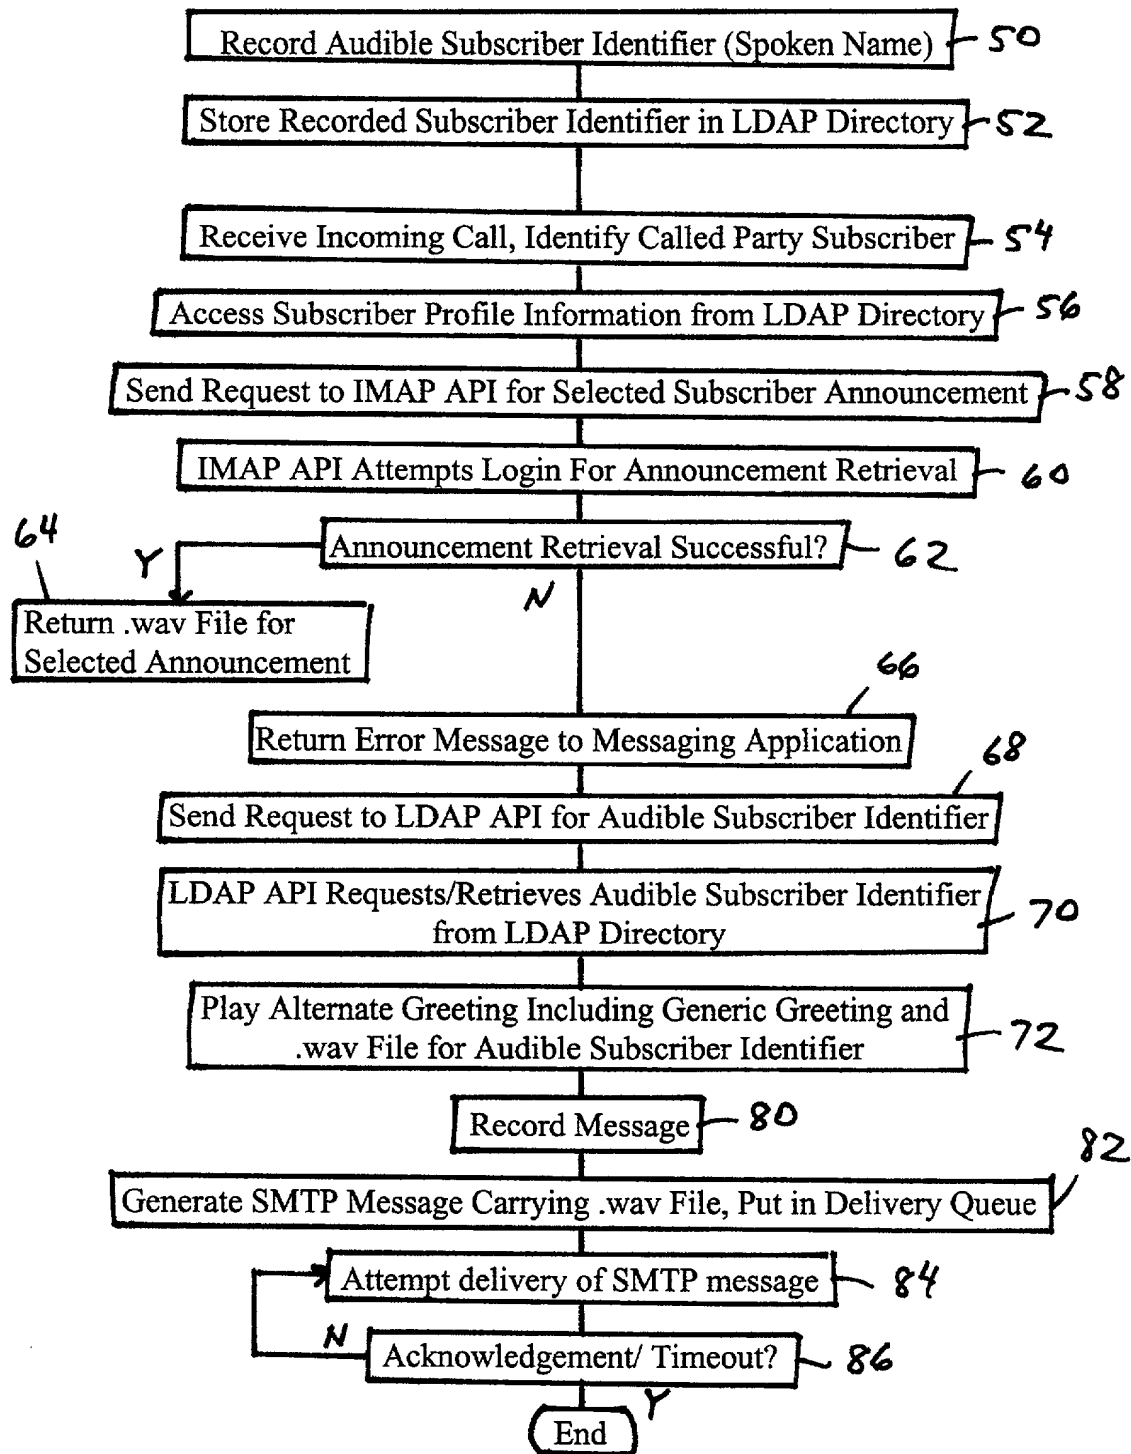 Record Audible Subscriber Identifier (Spoken Name) 50
Store Recorded Subscriber Identifier in LDAP Directory 52
Receive Incoming Call, Identify Called Party Subscriber 54
Access Subscriber Profile Information from LDAP Directory 56
Send Request to IMAP API for Selected Subscriber Announcement 58
IMAP API Attempts Login For Announcement Retrieval 60
Announcement Retrieval Successful? 62
Y
N
64
Return .wav File for
Selected Announcement
66
Return Error Message to Messaging Application
68
Send Request to LDAP API for Audible Subscriber Identifier
LDAP API Requests/Retrieves Audible Subscriber Identifier
from LDAP Directory
70
Play Alternate Greeting Including Generic Greeting and
.wav File for Audible Subscriber Identifier
72
Record Message 80
82
Generate SMTP Message Carrying .wav File, Put in Delivery Queue
Attempt delivery of SMTP message 84
N
Acknowledgement/ Timeout? 86
Y
End